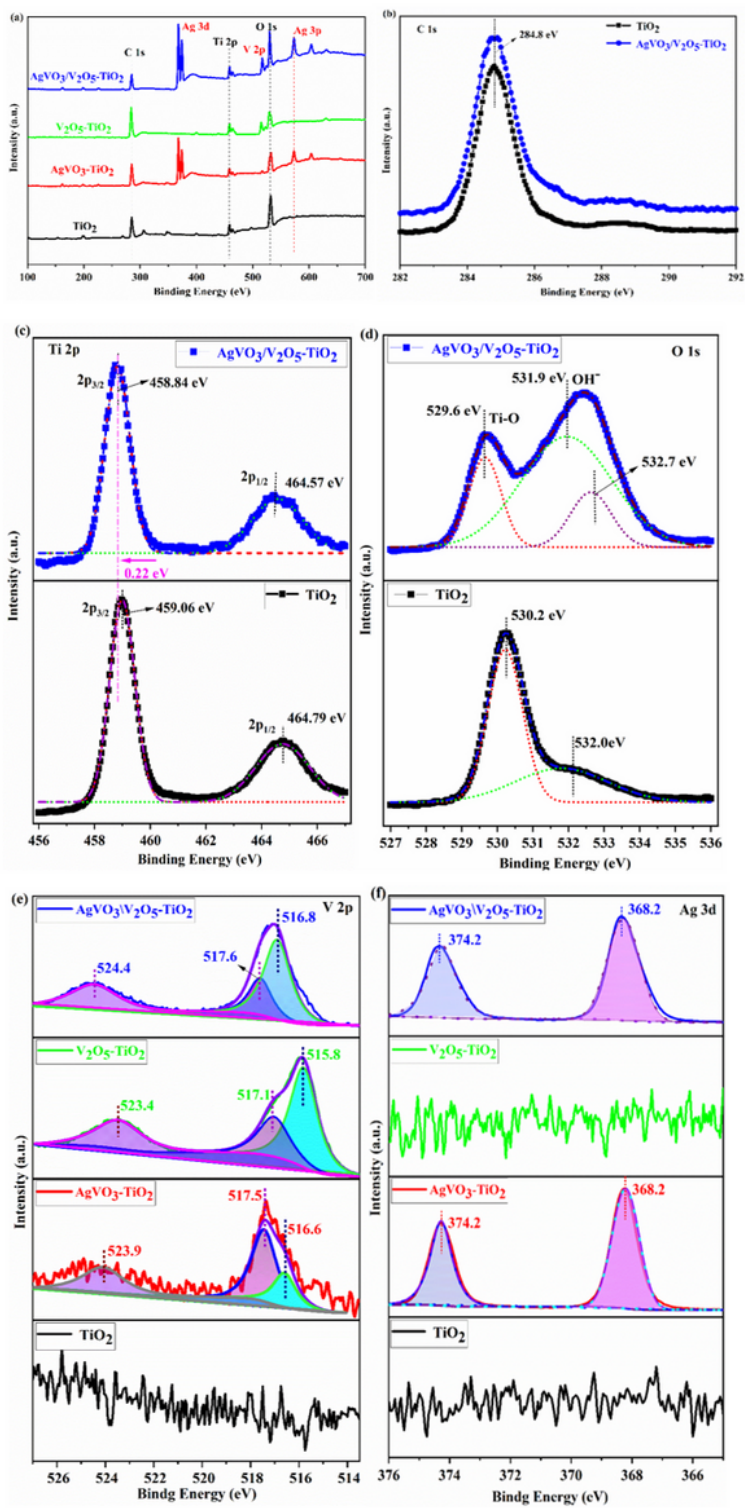 (a)
C 1s
Ag 3d
Ti 2p
V 2p
O 1s
Ag 3p
AgVO₃/V₂O₅-TiO₂
V₂O₅-TiO₂
AgVO₃-TiO₂
TiO₂
Intensity (a.u.)
100 200 300 400 500 600 700
Binding Energy (eV)
(b)
C 1s
284.8 eV
TiO₂
AgVO₃/V₂O₅-TiO₂
Intensity (a.u.)
282 284 286 288 290 292
Binding Energy (eV)
(c)
Ti 2p
AgVO₃/V₂O₅-TiO₂
2p₃/₂
458.84 eV
2p₁/₂
464.57 eV
0.22 eV
TiO₂
2p₃/₂
459.06 eV
2p₁/₂
464.79 eV
Intensity (a.u.)
456 458 460 462 464 466
Binding Energy (eV)
(d)
AgVO₃/V₂O₅-TiO₂
O 1s
531.9 eV
OH⁻
529.6 eV
Ti-O
532.7 eV
TiO₂
530.2 eV
532.0eV
Intensity (a.u.)
527 528 529 530 531 532 533 534 535 536
Binding Energy (eV)
(e)
V 2p
AgVO₃\V₂O₅-TiO₂
516.8
517.6
524.4
V₂O₅-TiO₂
515.8
517.1
523.4
AgVO₃-TiO₂
517.5
516.6
523.9
TiO₂
Intensity (a.u.)
526 524 522 520 518 516 514
Bindg Energy (eV)
(f)
Ag 3d
AgVO₃\V₂O₅-TiO₂
368.2
374.2
V₂O₅-TiO₂
AgVO₃-TiO₂
368.2
374.2
TiO₂
Intensity (a.u.)
376 374 372 370 368 366
Bindg Energy (eV)